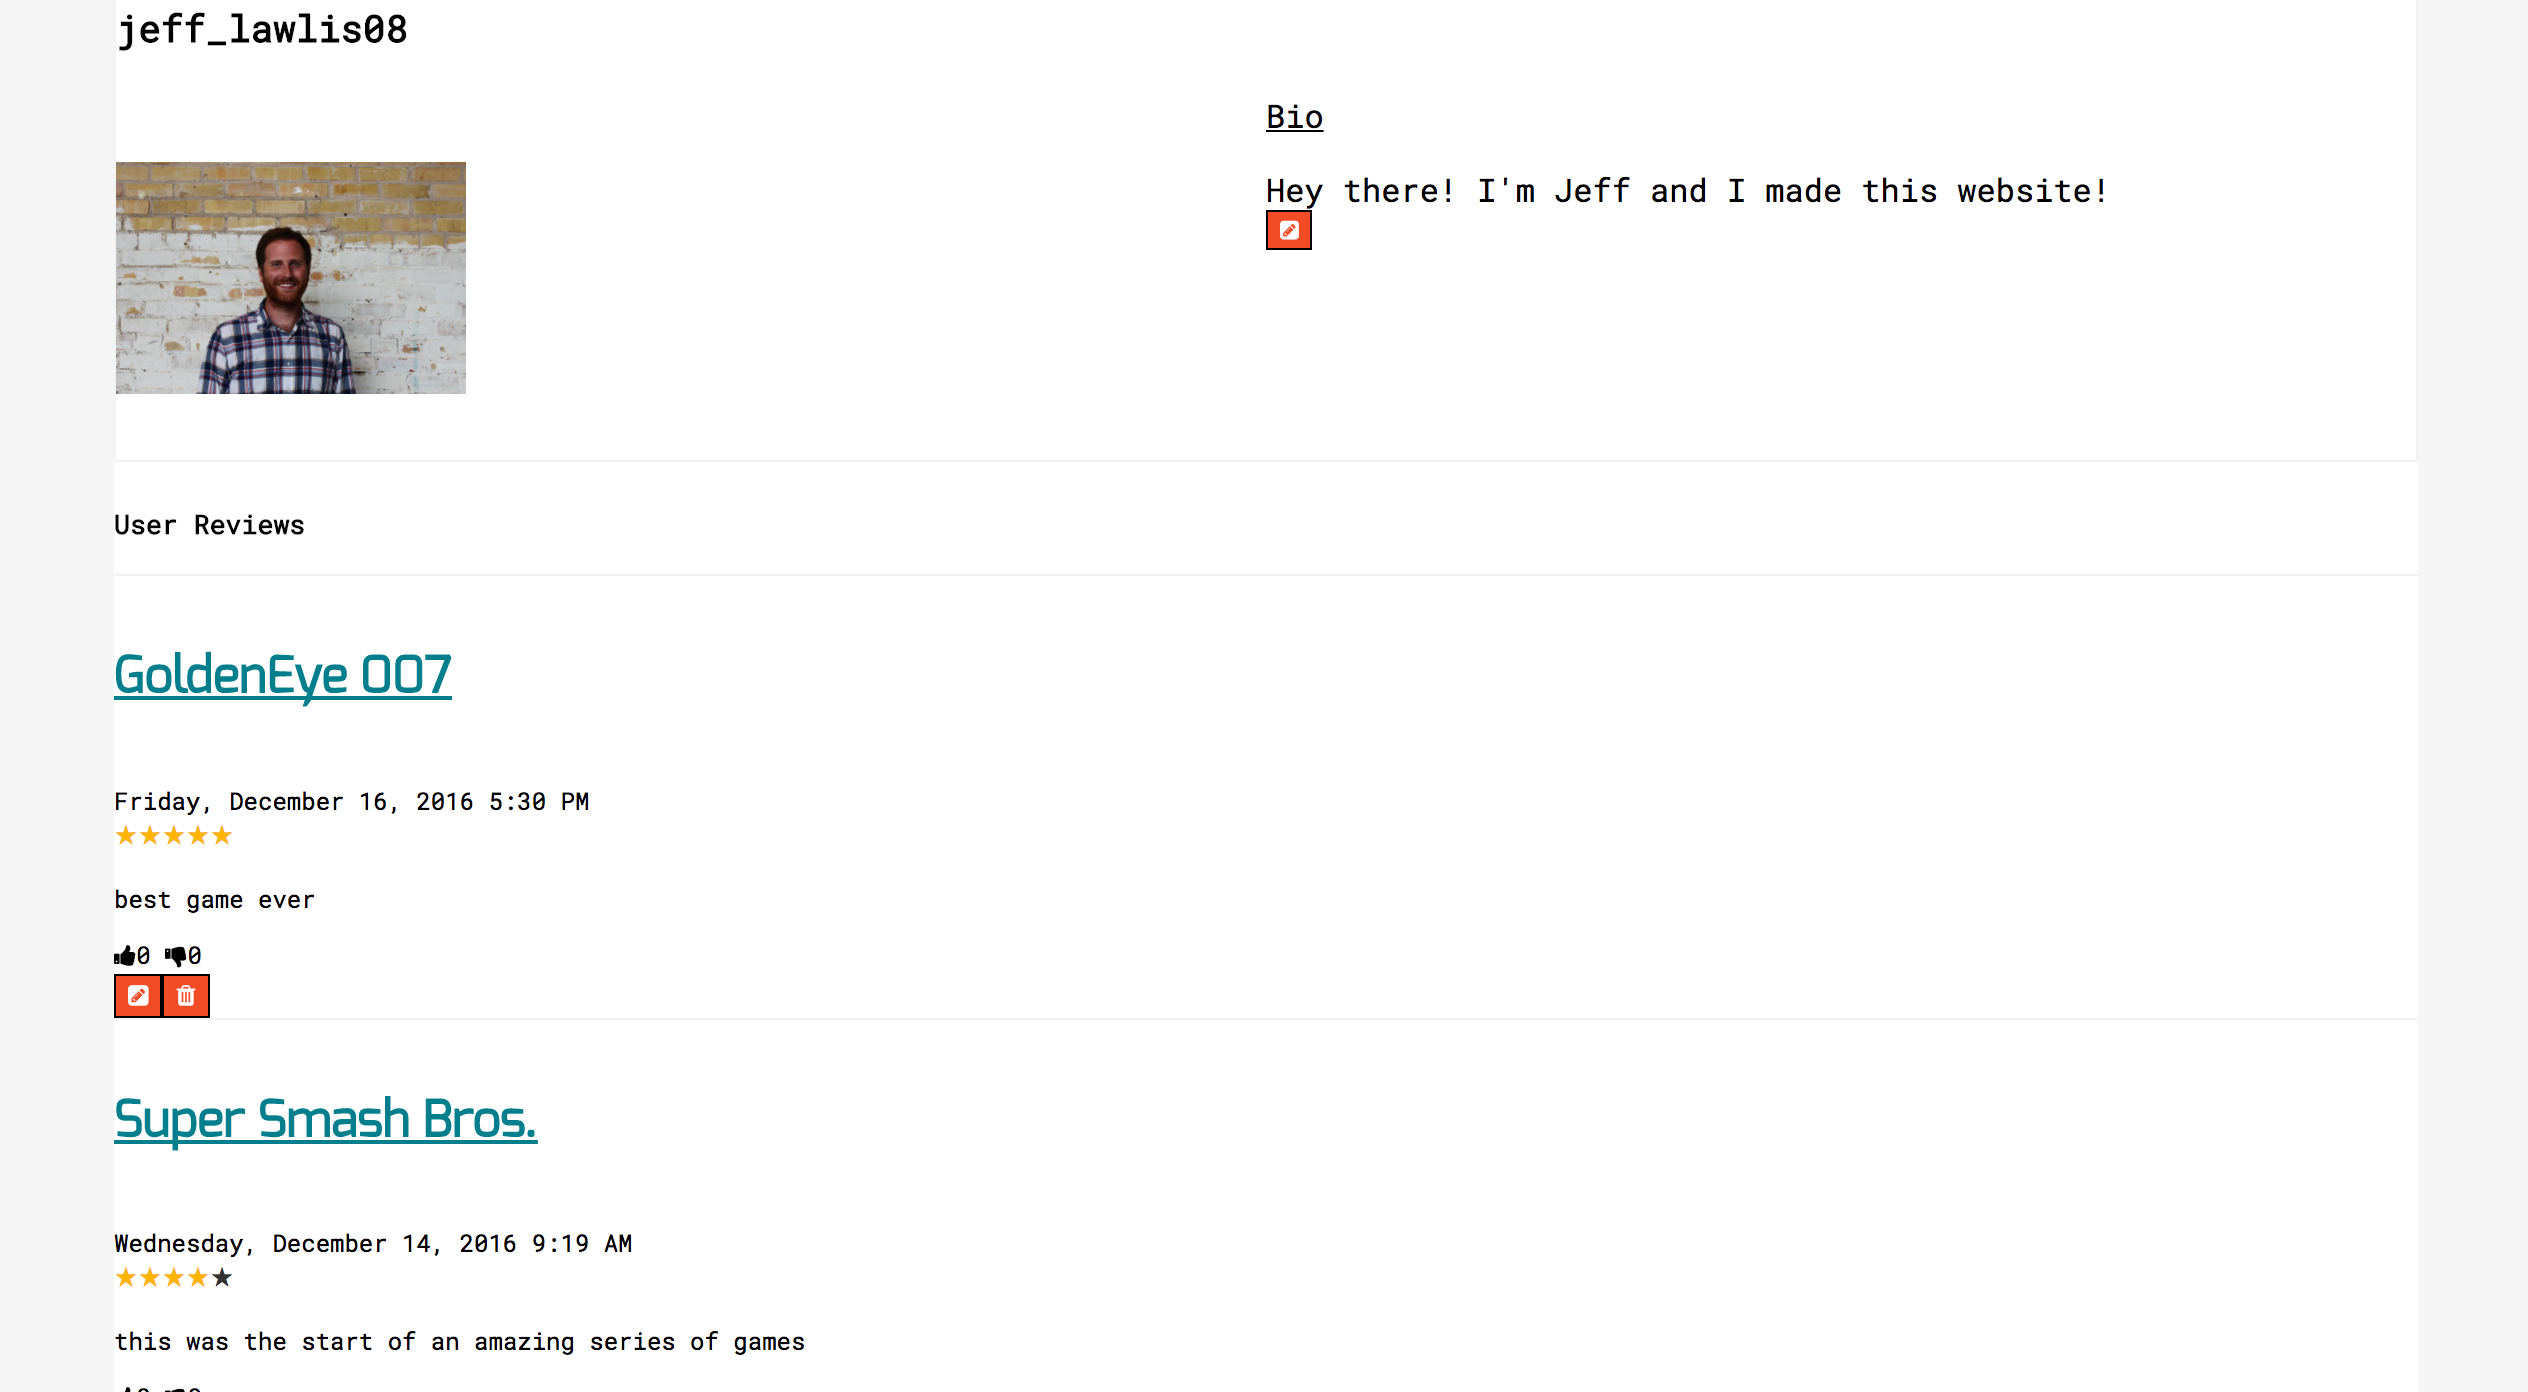 jeff_lawlis08
Bio
Hey there! I'm Jeff and I made this website!
User Reviews
GoldenEye 007
Friday, December 16, 2016 5:30 PM
best game ever
0 0
Super Smash Bros.
Wednesday, December 14, 2016 9:19 AM
this was the start of an amazing series of games